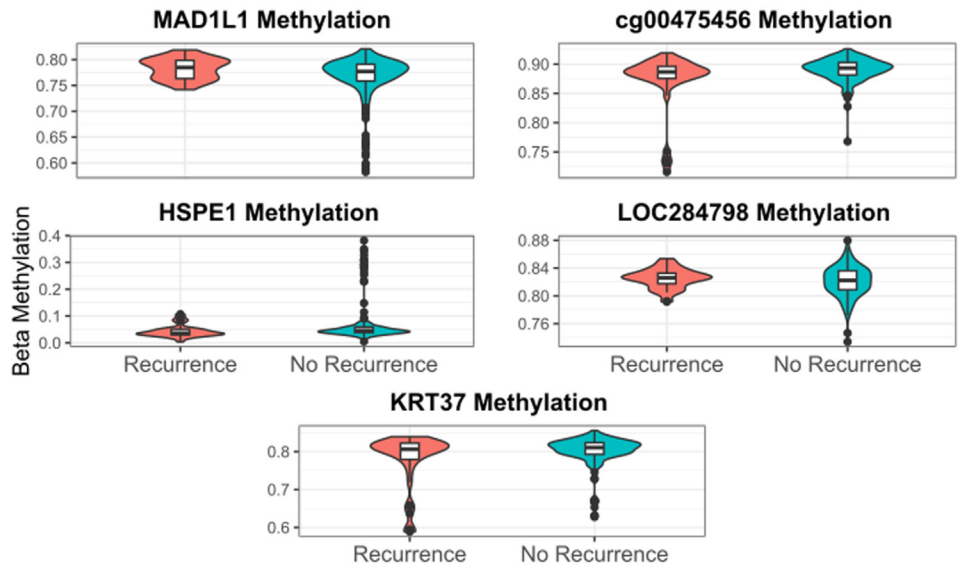 MAD1L1 Methylation
cg00475456 Methylation
0.80
0.75
0.70
0.65
0.60
0.90
0.85
0.80
0.75
HSPE1 Methylation
LOC284798 Methylation
Beta Methylation
0.4
0.3
0.2
0.1
0.0
0.88
0.84
0.80
0.76
Recurrence No Recurrence
Recurrence No Recurrence
KRT37 Methylation
0.8
0.7
0.6
Recurrence No Recurrence